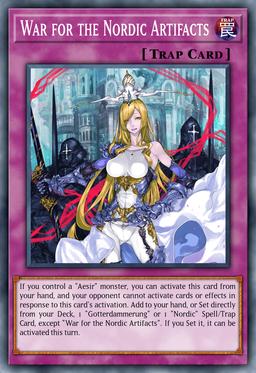 War for the Nordic Artifacts
TRAP
罠
[Trap Card]
If you control a "Aesir" monster, you can activate this card from
your hand, and your opponent cannot activate cards or effects in
response to this card's activation. Add to your hand, or Set directly
from your Deck, 1 "Gotterdammerung" or 1 "Nordic" Spell/Trap
Card, except "War for the Nordic Artifacts". If you Set it, it can be
activated this turn.